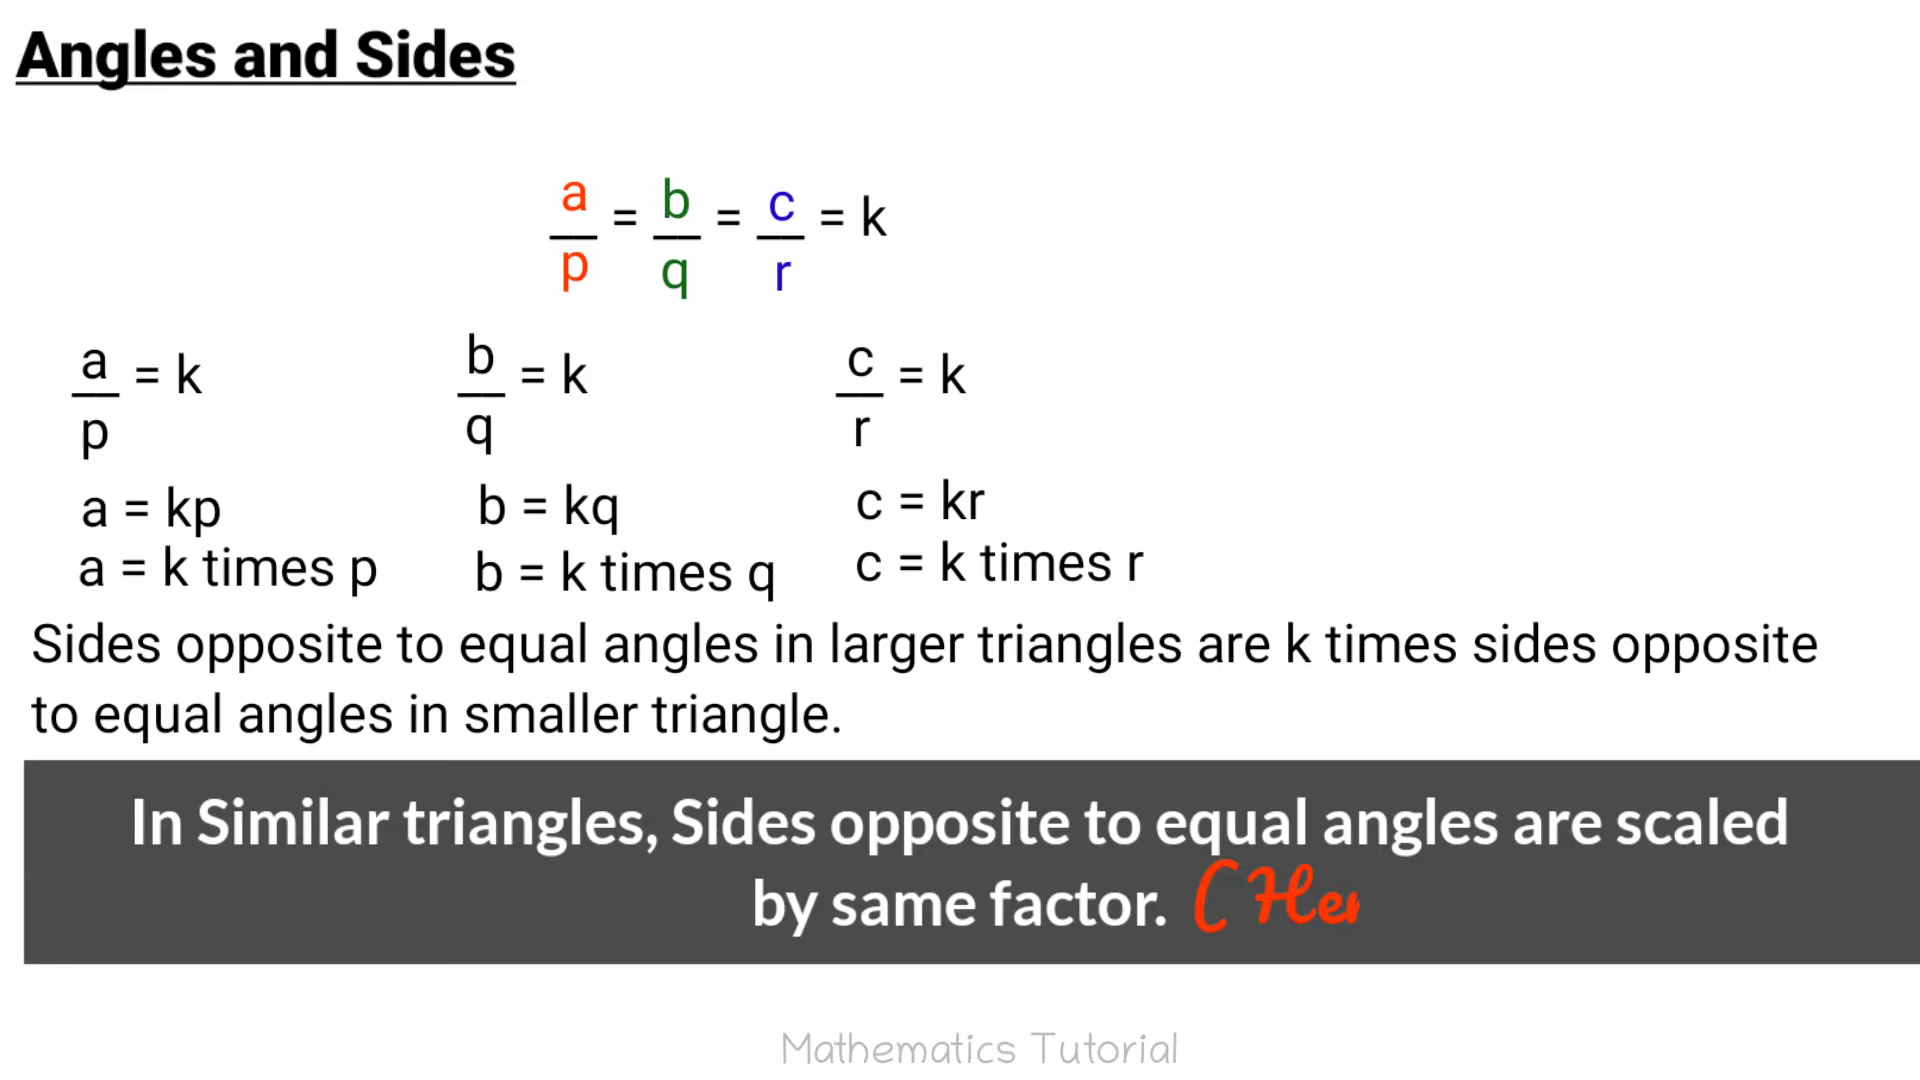 Angles and Sides
a/p = b/q = c/r = k
a/p = k b/q = k c/r = k
a = kp b = kq c = kr
a = k times p b = k times q c = k times r
Sides opposite to equal angles in larger triangles are k times sides opposite
to equal angles in smaller triangle.
In Similar triangles, Sides opposite to equal angles are scaled
by same factor. (
Mathematics Tutorial